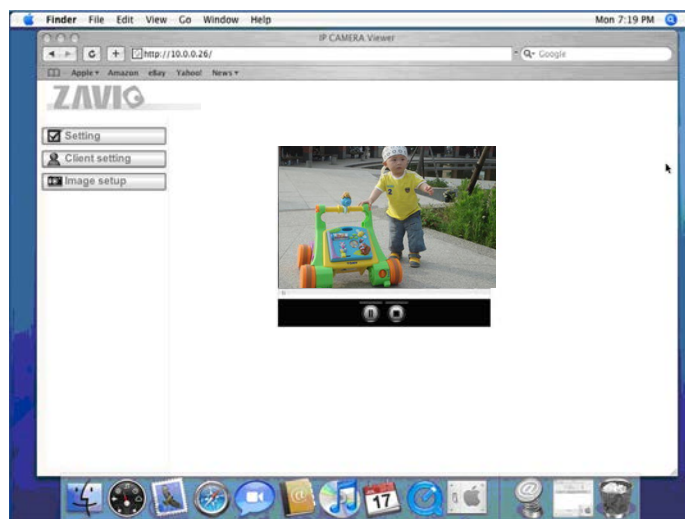 Finder File Edit View Go Window Help
Mon 7:19 PM
IP CAMERA Viewer
http://10.0.0.26/
Q- Google
Apple Amazon eBay Yahoo! News
ZAVIO
Setting
Client setting
Image setup
2
17